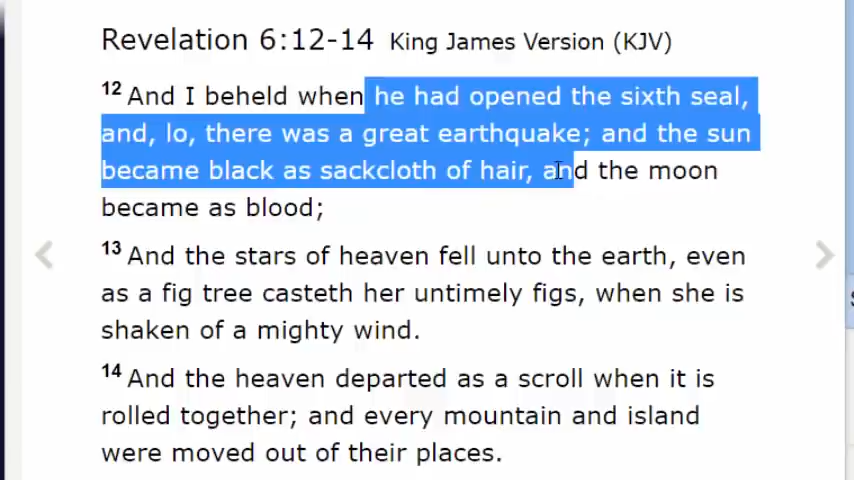 Revelation 6:12-14 King James Version (KJV)
12 And I beheld when he had opened the sixth seal,
and, lo, there was a great earthquake; and the sun
became black as sackcloth of hair, and the moon
became as blood;
13 And the stars of heaven fell unto the earth, even
as a fig tree casteth her untimely figs, when she is
shaken of a mighty wind.
14 And the heaven departed as a scroll when it is
rolled together; and every mountain and island
were moved out of their places.